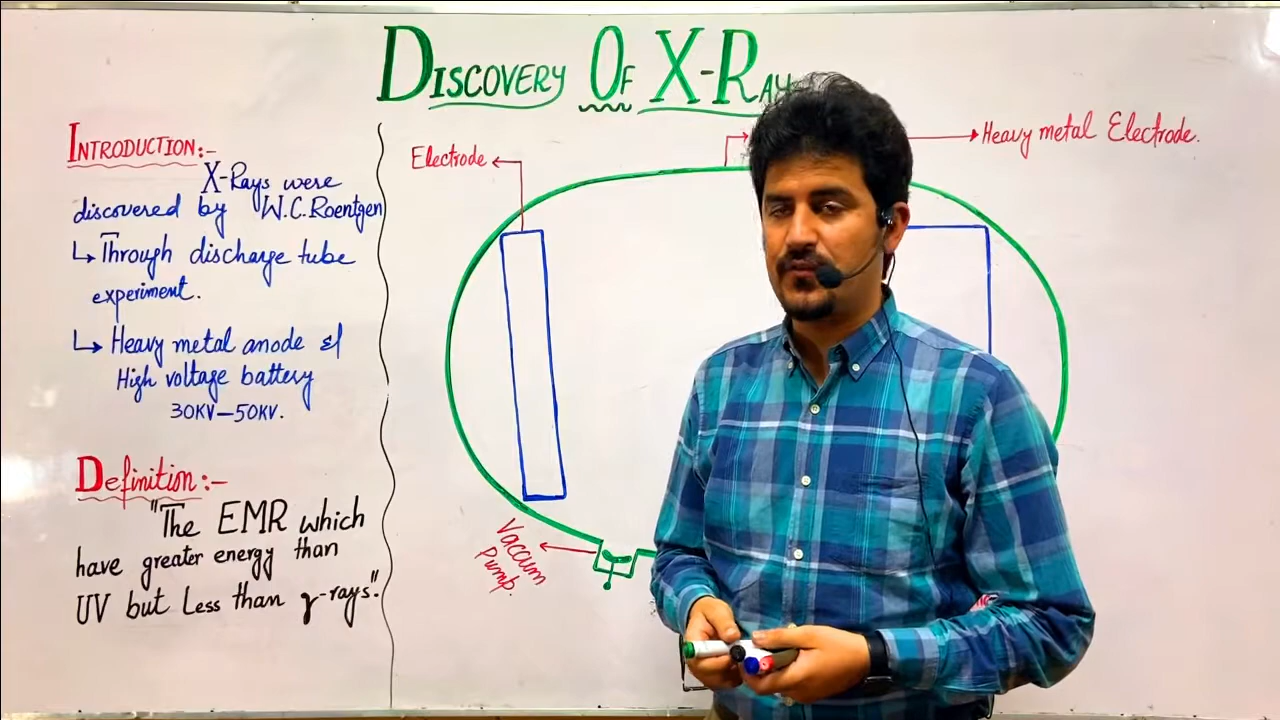 DISCOVERY OF X-RAY
INTRODUCTION:-
X-Rays were
discovered by W.C.Roentgen
↳ Through discharge tube
experiment.
↳ Heavy metal anode &
High voltage battery
30KV–50KV.
Definition:-
"The EMR which
have greater energy than
UV but Less than γ-rays."
Electrode
Heavy metal Electrode.
Vaccum
Pump.